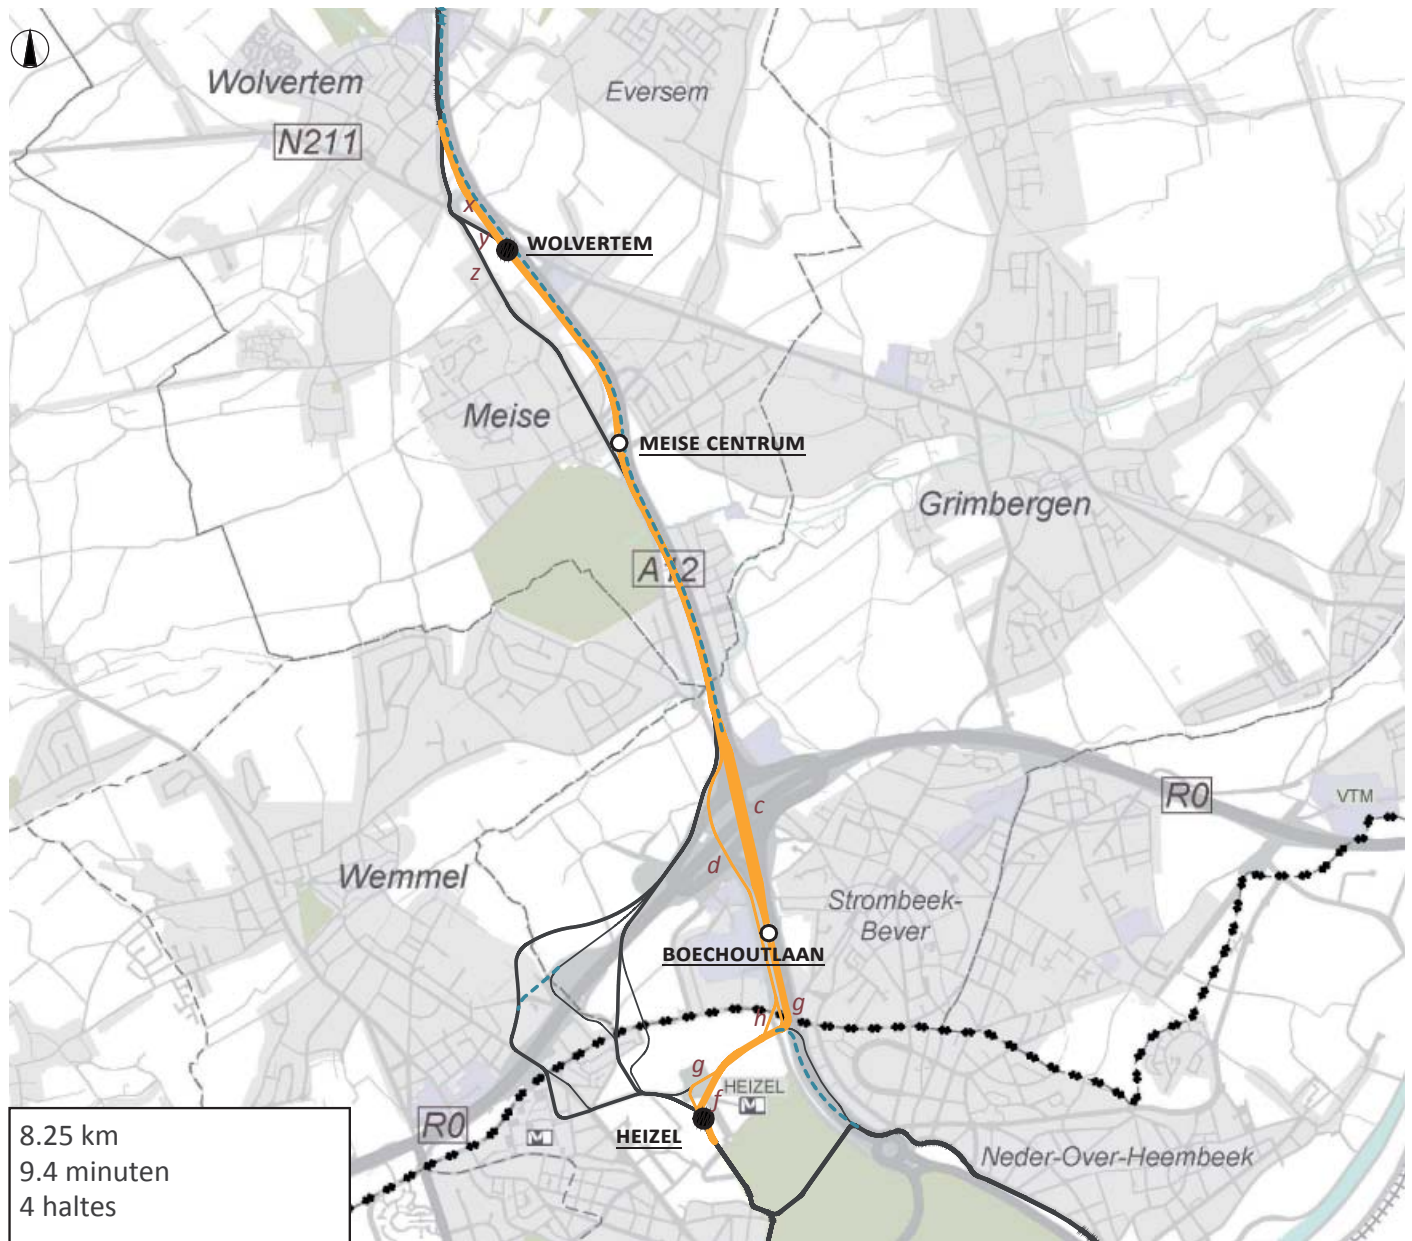 Wolvertem
Eversem
N211
x
WOLVERTEM
y
z
Meise
MEISE CENTRUM
Grimbergen
A12
R0
VTM
c
d
Wemmel
Strombeek-
Bever
BOECHOUTLAAN
g
h
g
HEIZEL
f
M
R0
HEIZEL
M
Neder-Over-Heembeek
8.25 km
9.4 minuten
4 haltes